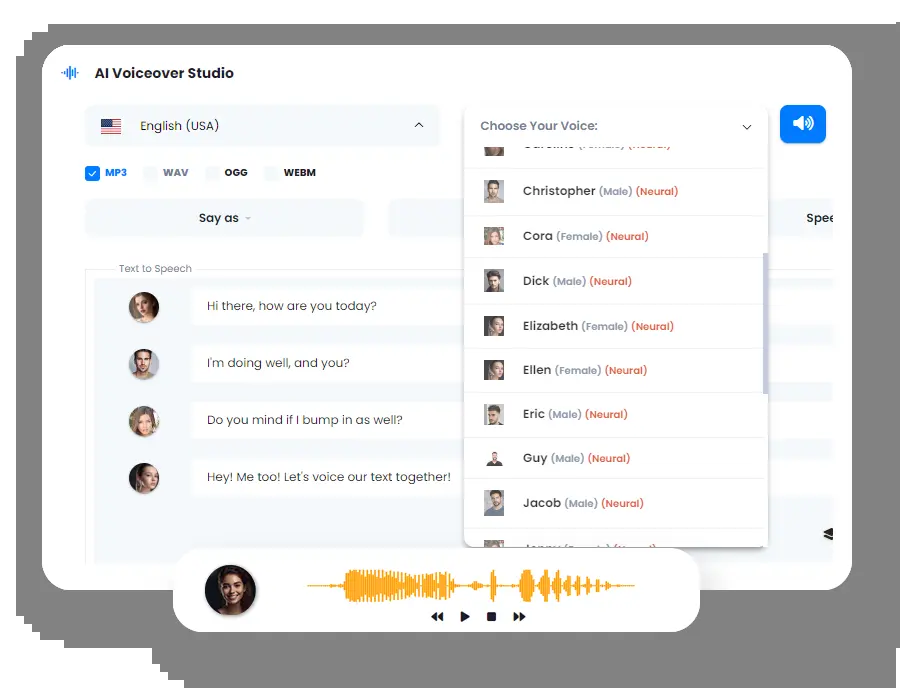 AI Voiceover Studio
English (USA)
Choose Your Voice:
MP3 WAV OGG WEBM
Say as
Spee
Christopher (Male) (Neural)
Cora (Female) (Neural)
Dick (Male) (Neural)
Elizabeth (Female) (Neural)
Ellen (Female) (Neural)
Eric (Male) (Neural)
Guy (Male) (Neural)
Jacob (Male) (Neural)
Text to Speech
Hi there, how are you today?
I'm doing well, and you?
Do you mind if I bump in as well?
Hey! Me too! Let's voice our text together!